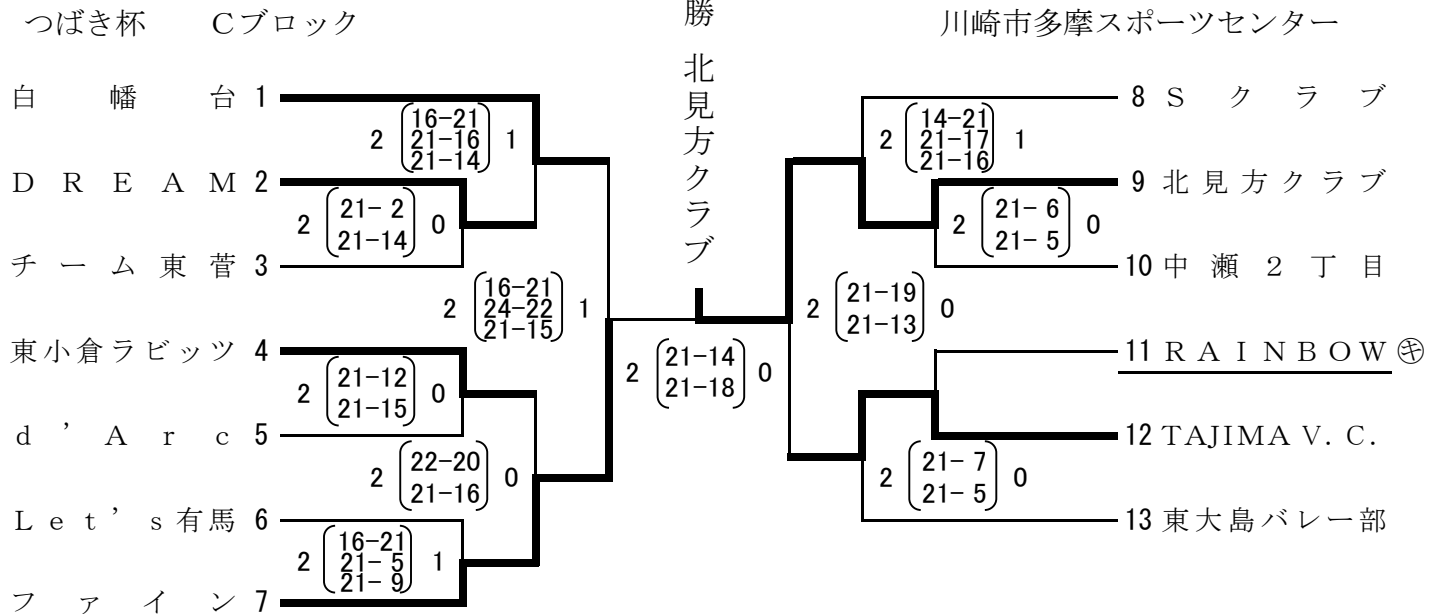 つばき杯 Cブロック
勝 北見方クラブ
川崎市多摩スポーツセンター
白幡台 1
2 16-21 1
21-16
21-14
DREAM 2
2 21- 2 0
21-14
チーム東菅 3
2 16-21 1
24-22
21-15
東小倉ラビッツ 4
2 21-12 0
21-15
d'Arc 5
2 22-20 0
21-16
Let's有馬 6
2 16-21 1
21- 5
21- 9
ファイン 7
2 21-14 0
21-18
8 Sクラブ
2 14-21 1
21-17
21-16
9 北見方クラブ
2 21- 6 0
21- 5
10 中瀬2丁目
2 21-19 0
21-13
11 RAINBOW ㋖
12 TAJIMA V.C.
2 21- 7 0
21- 5
13 東大島バレー部